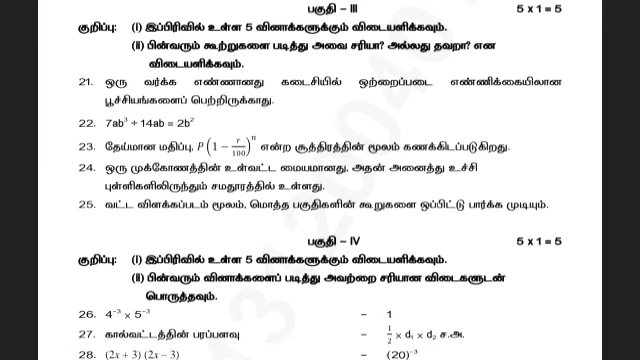 பகுதி – III 5 x 1 = 5
குறிப்பு: (i) இப்பிரிவில் உள்ள 5 வினாக்களுக்கும் விடையளிக்கவும்.
(ii) பின்வரும் கூற்றுகளை படித்து அவை சரியா? அல்லது தவறா? என
விடையளிக்கவும்.
21. ஒரு வர்க்க எண்ணானது கடைசியில் ஒற்றைப்படை எண்ணிக்கையிலான
பூச்சியங்களைப் பெற்றிருக்காது.
22. 7ab³ ÷ 14ab = 2b²
23. தேய்மான மதிப்பு, P(1 − r/100)ⁿ என்ற சூத்திரத்தின் மூலம் கணக்கிடப்படுகிறது.
24. ஒரு முக்கோணத்தின் உள்வட்ட மையமானது, அதன் அனைத்து உச்சி
புள்ளிகளிலிருந்தும் சமதூரத்தில் உள்ளது.
25. வட்ட விளக்கப்படம் மூலம், மொத்த பகுதிகளின் கூறுகளை ஒப்பிட்டு பார்க்க முடியும்.
பகுதி – IV 5 x 1 = 5
குறிப்பு: (i) இப்பிரிவில் உள்ள 5 வினாக்களுக்கும் விடையளிக்கவும்.
(ii) பின்வரும் வினாக்களைப் படித்து அவற்றை சரியான விடைகளுடன்
பொருத்தவும்.
26. 4⁻³ × 5⁻³ – 1
27. கால்வட்டத்தின் பரப்பளவு – 1/2 × d₁ × d₂ ச.அ.
28. (2x + 3) (2x − 3) – (20)⁻³